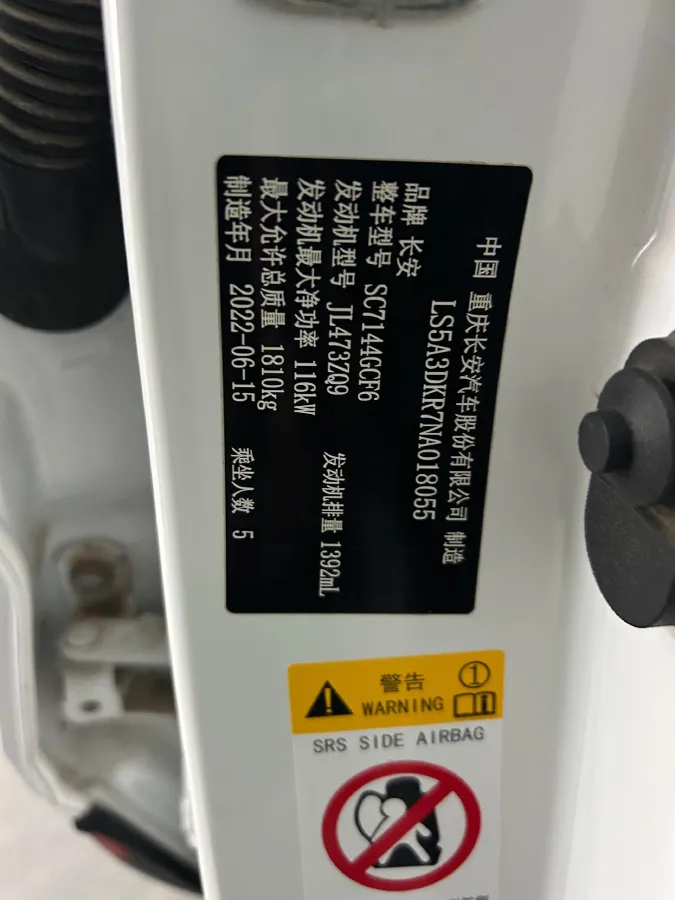 中国 重庆长安汽车股份有限公司 制造
LS5A3DKR7NA018055
品牌 长安
整车型号 SC7144GCF6
发动机型号 JL473ZQ9 发动机排量 1392mL
发动机最大净功率 116kW
最大允许总质量 1810kg
制造年月 2022-06-15 乘坐人数 5
警告 ①
WARNING
SRS SIDE AIRBAG